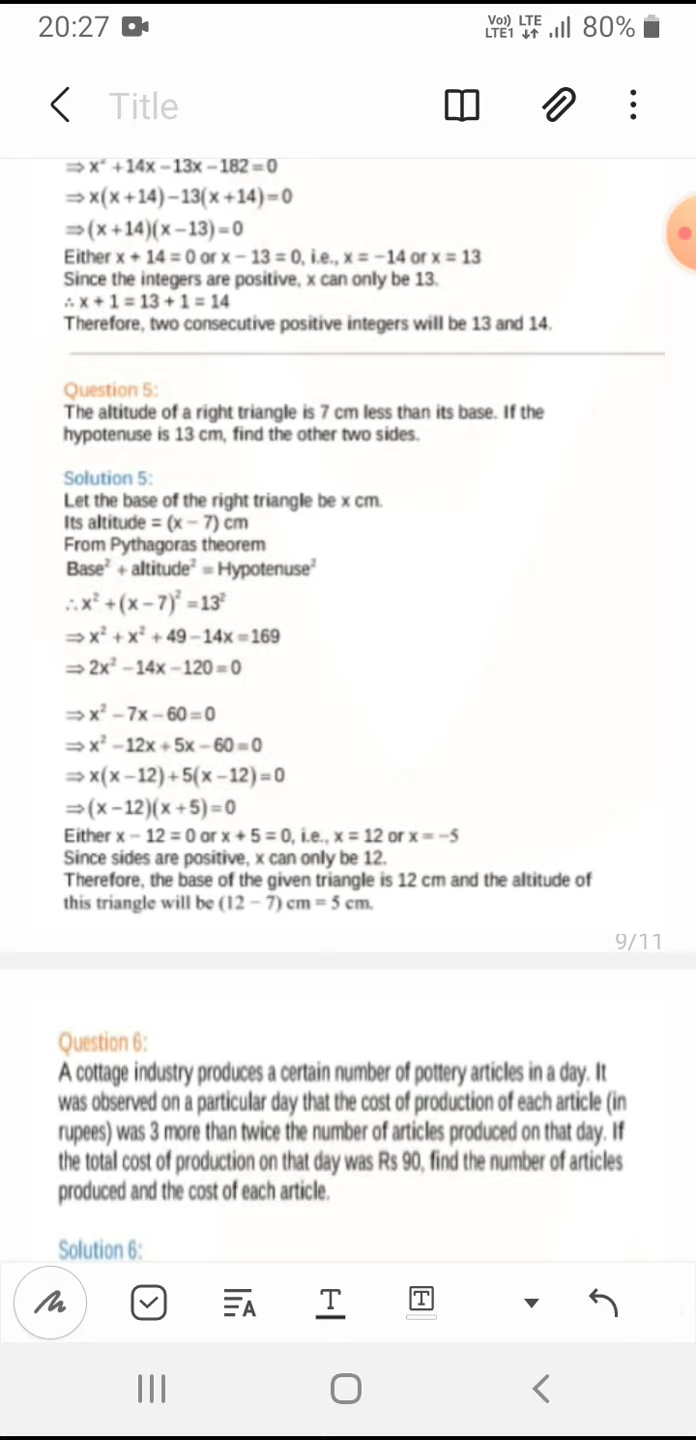 20:27
Vo)) LTE
LTE1
80%
Title
⇒x² +14x−13x−182=0
⇒x(x+14)−13(x+14)=0
⇒(x+14)(x−13)=0
Either x + 14 = 0 or x − 13 = 0, i.e., x = −14 or x = 13
Since the integers are positive, x can only be 13.
∴ x + 1 = 13 + 1 = 14
Therefore, two consecutive positive integers will be 13 and 14.
Question 5:
The altitude of a right triangle is 7 cm less than its base. If the
hypotenuse is 13 cm, find the other two sides.
Solution 5:
Let the base of the right triangle be x cm.
Its altitude = (x − 7) cm
From Pythagoras theorem
Base² + altitude² = Hypotenuse²
∴x² +(x−7)² =13²
⇒x² + x² + 49−14x=169
⇒2x² −14x−120=0
⇒x² −7x−60=0
⇒x² −12x+5x−60=0
⇒x(x−12)+5(x−12)=0
⇒(x−12)(x+5)=0
Either x − 12 = 0 or x + 5 = 0, i.e., x = 12 or x = −5
Since sides are positive, x can only be 12.
Therefore, the base of the given triangle is 12 cm and the altitude of
this triangle will be (12 − 7) cm = 5 cm.
9/11
Question 6:
A cottage industry produces a certain number of pottery articles in a day. It
was observed on a particular day that the cost of production of each article (in
rupees) was 3 more than twice the number of articles produced on that day. If
the total cost of production on that day was Rs 90, find the number of articles
produced and the cost of each article.
Solution 6:
A T T